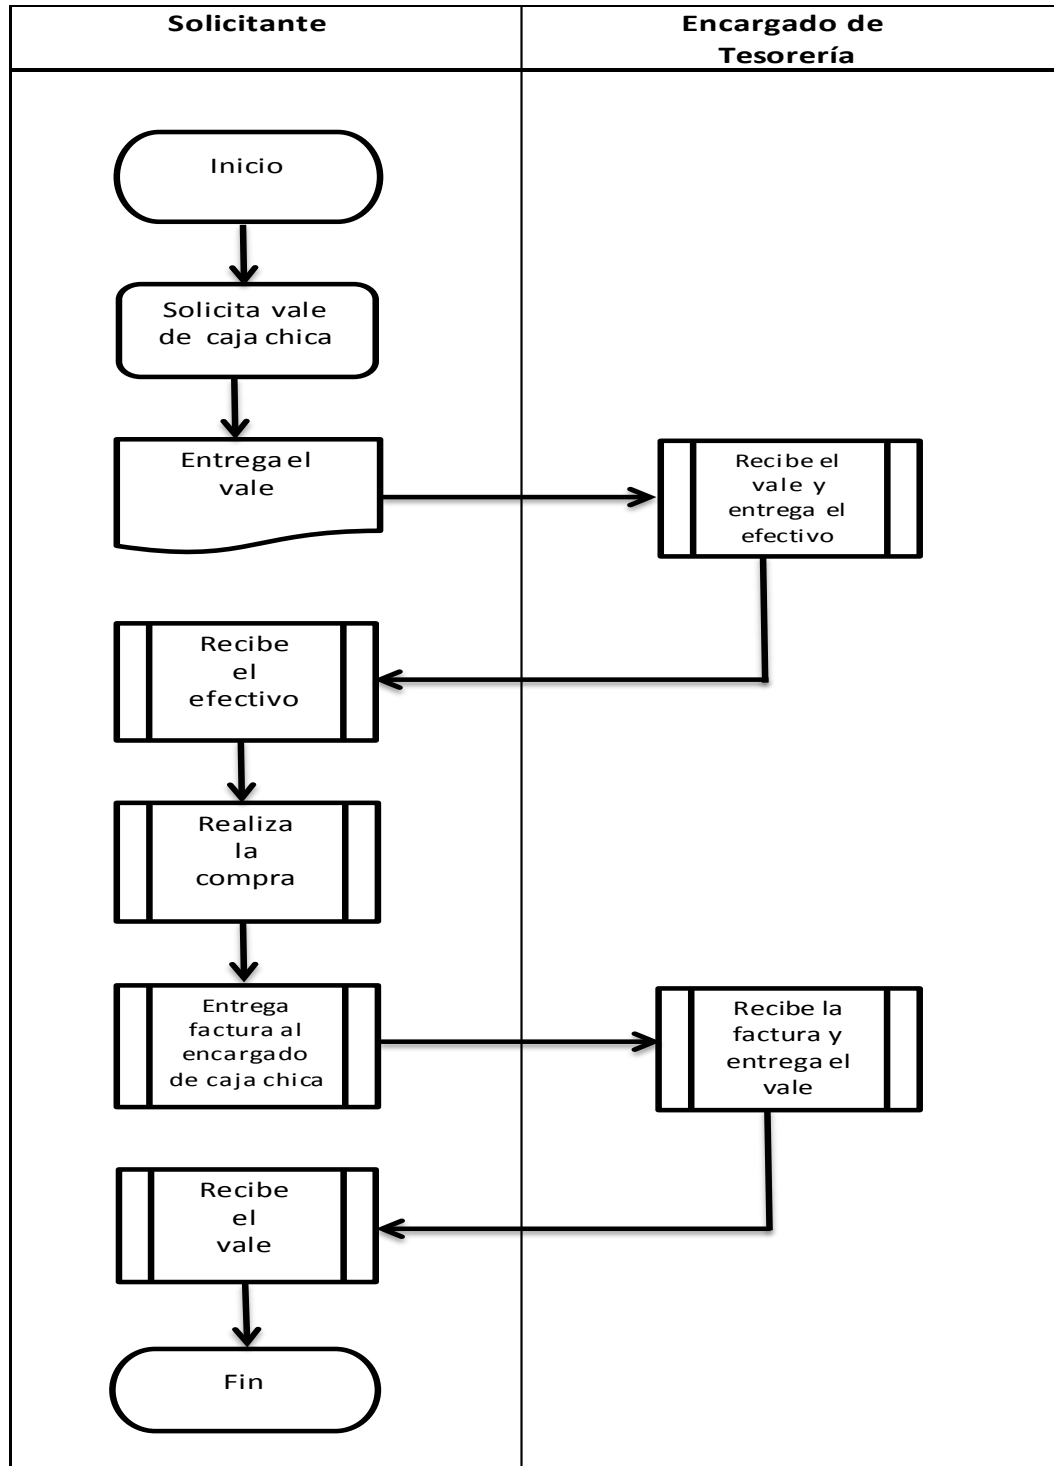 Solicitante
Encargado de
Tesorería
Inicio
Solicita vale
de caja chica
Entrega el
vale
Recibe el
vale y
entrega el
efectivo
Recibe
el
efectivo
Realiza
la
compra
Entrega
factura al
encargado
de caja chica
Recibe la
factura y
entrega el
vale
Recibe
el
vale
Fin